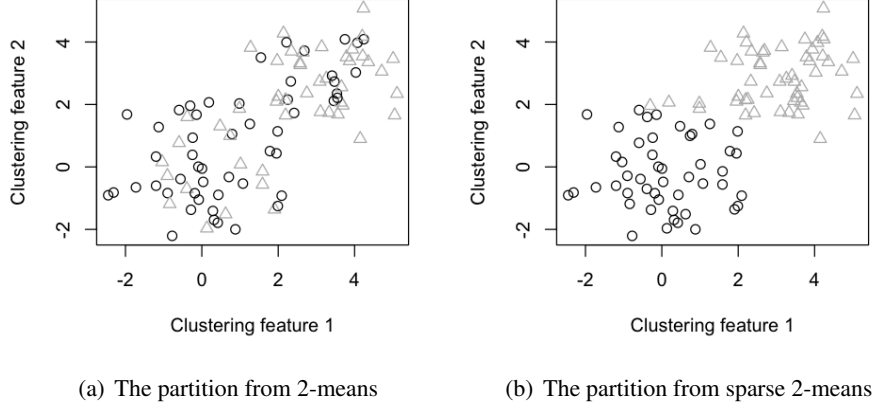 Clustering feature 2
4
2
0
-2
-2
0
2
4
Clustering feature 1
(a) The partition from 2-means
Clustering feature 2
4
2
0
-2
-2
0
2
4
Clustering feature 1
(b) The partition from sparse 2-means